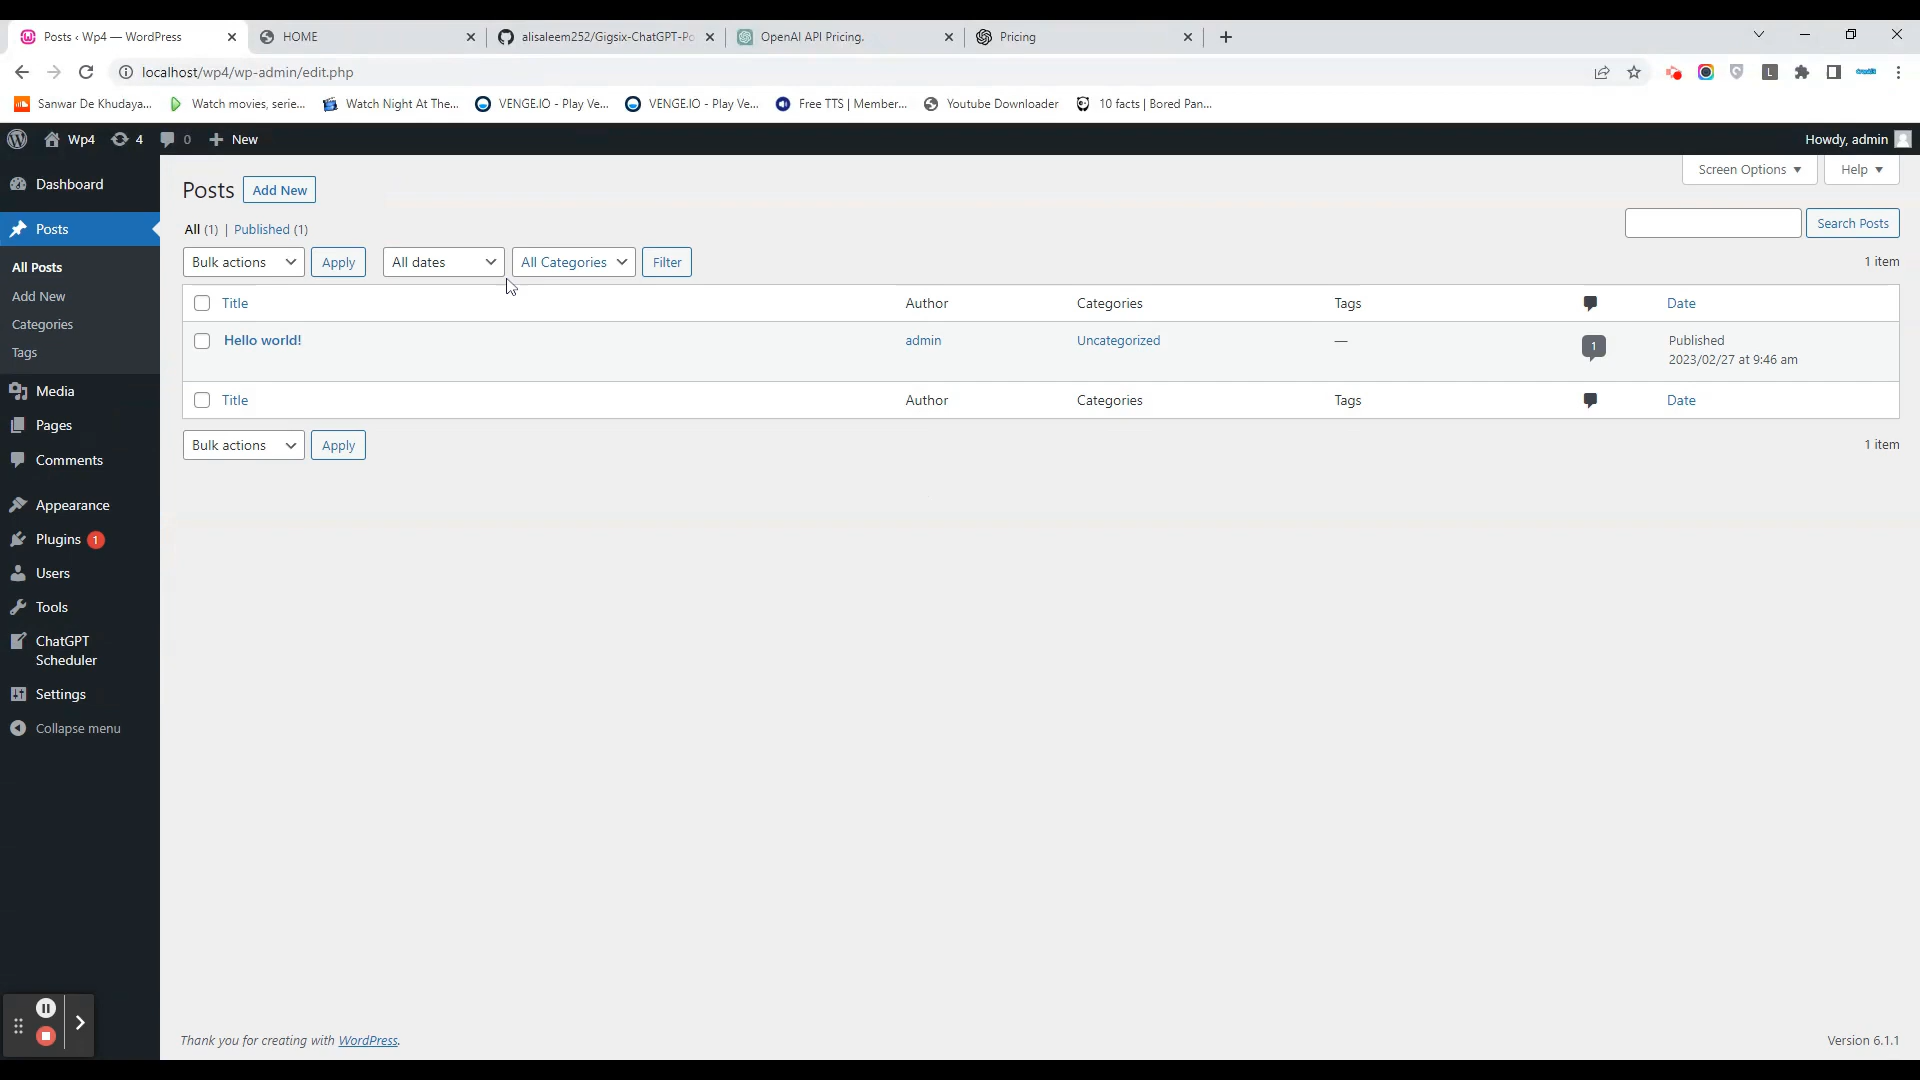 Posts ‹ Wp4 — WordPress
HOME
alisaleem252/Gigsix-ChatGPT-Po
OpenAI API Pricing.
Pricing
localhost/wp4/wp-admin/edit.php
L
Sanwar De Khudaya...
Watch movies, serie...
Watch Night At The...
VENGE.IO - Play Ve...
VENGE.IO - Play Ve...
Free TTS | Member...
Youtube Downloader
10 facts | Bored Pan...
Wp4
4
0
New
Howdy, admin
Dashboard
Posts
All Posts
Add New
Categories
Tags
Media
Pages
Comments
Appearance
Plugins 1
Users
Tools
ChatGPT
Scheduler
Settings
Collapse menu
Screen Options
Help
Posts
Add New
All (1) | Published (1)
Search Posts
Bulk actions
Apply
All dates
All Categories
Filter
1 item
Title
Author
Categories
Tags
Date
Hello world!
admin
Uncategorized
—
1
Published
2023/02/27 at 9:46 am
Title
Author
Categories
Tags
Date
Bulk actions
Apply
1 item
Thank you for creating with WordPress.
Version 6.1.1